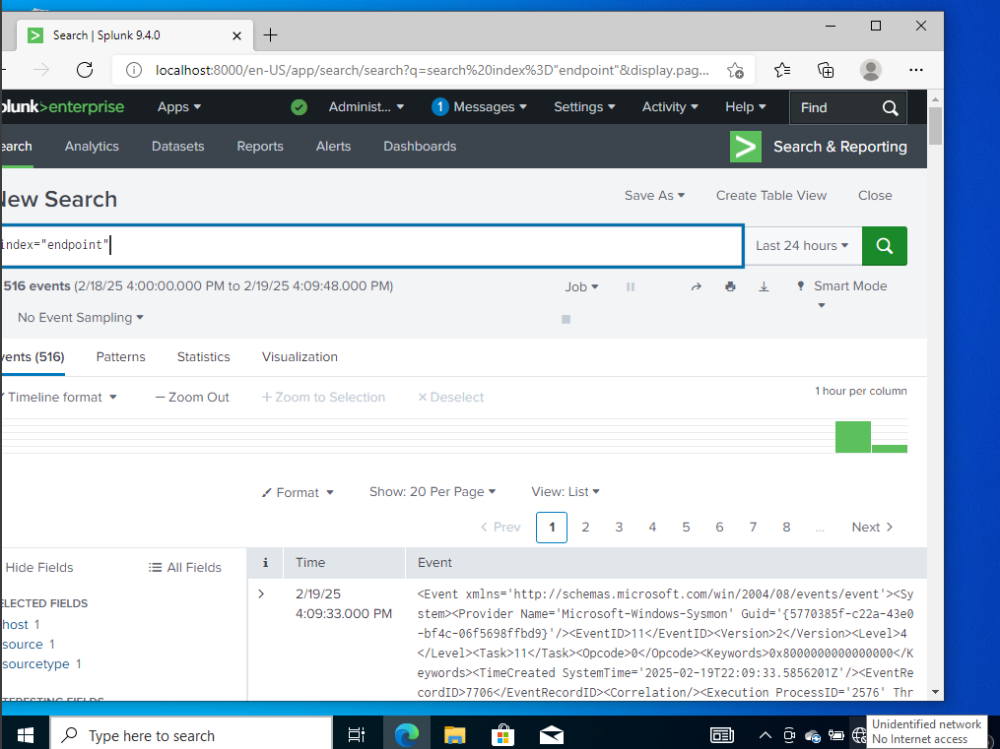 Search | Splunk 9.4.0
localhost:8000/en-US/app/search/search?q=search%20index%3D"endpoint"&display.pag...
plunk>enterprise Apps Administ... 1 Messages Settings Activity Help Find
earch Analytics Datasets Reports Alerts Dashboards > Search & Reporting
New Search Save As Create Table View Close
index="endpoint" Last 24 hours
516 events (2/18/25 4:00:00.000 PM to 2/19/25 4:09:48.000 PM) Job Smart Mode
No Event Sampling
vents (516) Patterns Statistics Visualization
Timeline format — Zoom Out + Zoom to Selection × Deselect 1 hour per column
Format Show: 20 Per Page View: List
< Prev 1 2 3 4 5 6 7 8 ... Next >
Hide Fields All Fields i Time Event
ELECTED FIELDS
host 1
source 1
sourcetype 1
TERESTING FIELDS
2/19/25
4:09:33.000 PM
<Event xmlns='http://schemas.microsoft.com/win/2004/08/events/event'><Sy
stem><Provider Name='Microsoft-Windows-Sysmon' Guid='{5770385f-c22a-43e0
-bf4c-06f5698ffbd9}'/><EventID>11</EventID><Version>2</Version><Level>4
</Level><Task>11</Task><Opcode>0</Opcode><Keywords>0x8000000000000000</K
eywords><TimeCreated SystemTime='2025-02-19T22:09:33.5856201Z'/><EventRe
cordID>7706</EventRecordID><Correlation/><Execution ProcessID='2576' Thr
Type here to search
Unidentified network
No Internet access